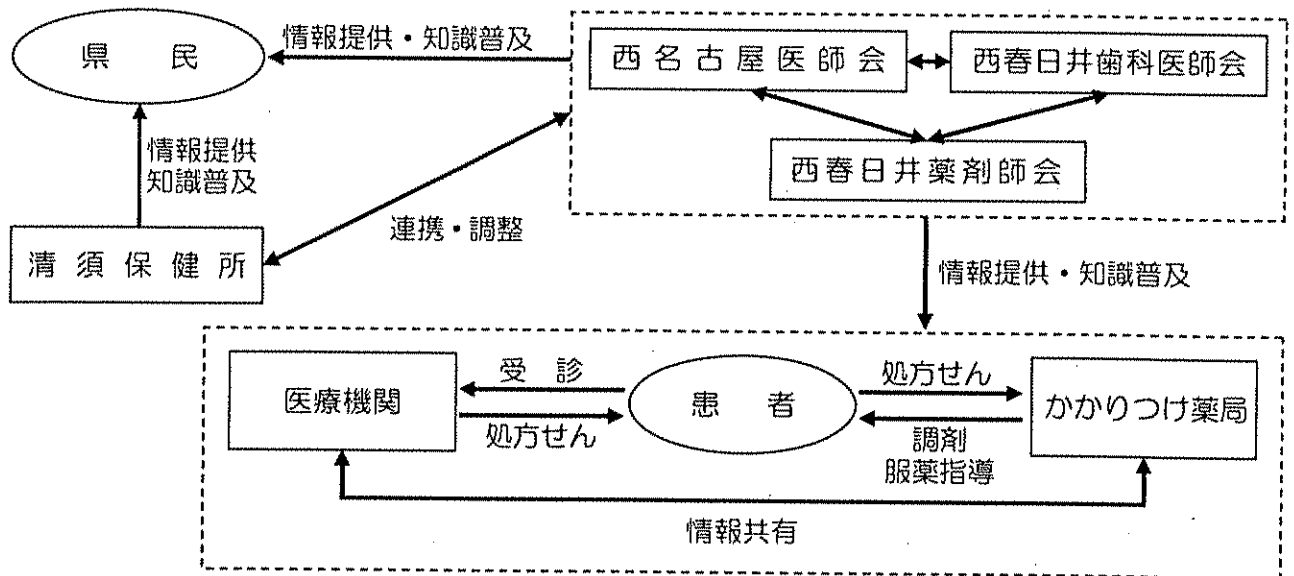 県民
情報提供・知識普及
西名古屋医師会
西春日井歯科医師会
西春日井薬剤師会
情報提供
知識普及
連携・調整
清須保健所
情報提供・知識普及
医療機関
受診
処方せん
患者
処方せん
調剤
服薬指導
かかりつけ薬局
情報共有